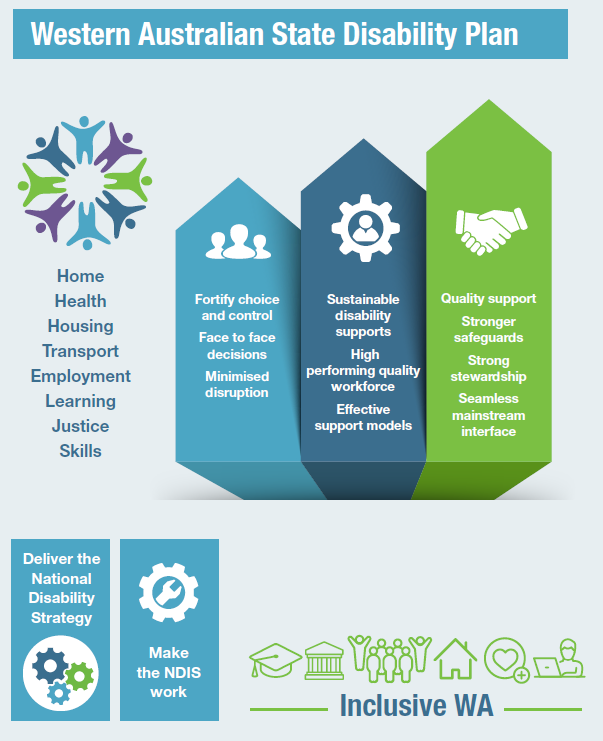 Western Australian State Disability Plan
Home
Health
Housing
Transport
Employment
Learning
Justice
Skills
Fortify choice
and control
Face to face
decisions
Minimised
disruption
Sustainable
disability
supports
High
performing quality
workforce
Effective
support models
Quality support
Stronger
safeguards
Strong
stewardship
Seamless
mainstream
interface
Deliver the
National
Disability
Strategy
Make
the NDIS
work
Inclusive WA